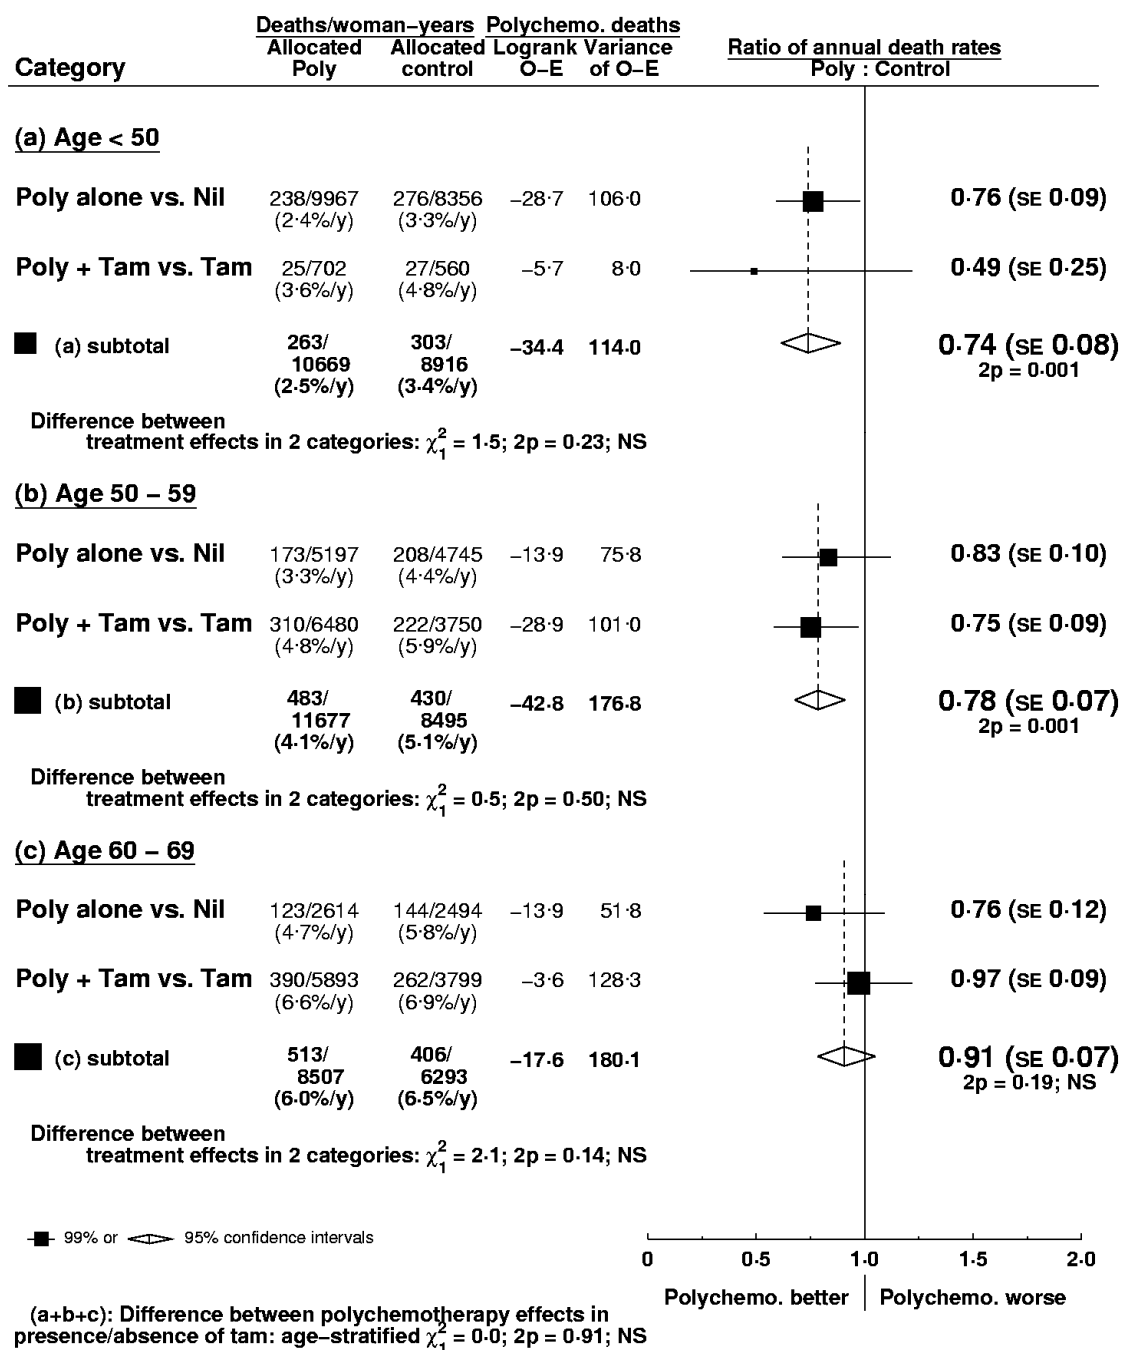 Deaths/woman–years Polychemo. deaths
Allocated Allocated Logrank Variance Ratio of annual death rates
Category Poly control O–E of O–E Poly : Control
(a) Age < 50
Poly alone vs. Nil 238/9967 276/8356 –28·7 106·0 0·76 (SE 0·09)
(2·4%/y) (3·3%/y)
Poly + Tam vs. Tam 25/702 27/560 –5·7 8·0 0·49 (SE 0·25)
(3·6%/y) (4·8%/y)
(a) subtotal 263/ 303/ –34·4 114·0 0·74 (SE 0·08)
10669 8916 2p = 0·001
(2·5%/y) (3·4%/y)
Difference between
treatment effects in 2 categories: χ²₁ = 1·5; 2p = 0·23; NS
(b) Age 50 – 59
Poly alone vs. Nil 173/5197 208/4745 –13·9 75·8 0·83 (SE 0·10)
(3·3%/y) (4·4%/y)
Poly + Tam vs. Tam 310/6480 222/3750 –28·9 101·0 0·75 (SE 0·09)
(4·8%/y) (5·9%/y)
(b) subtotal 483/ 430/ –42·8 176·8 0·78 (SE 0·07)
11677 8495 2p = 0·001
(4·1%/y) (5·1%/y)
Difference between
treatment effects in 2 categories: χ²₁ = 0·5; 2p = 0·50; NS
(c) Age 60 – 69
Poly alone vs. Nil 123/2614 144/2494 –13·9 51·8 0·76 (SE 0·12)
(4·7%/y) (5·8%/y)
Poly + Tam vs. Tam 390/5893 262/3799 –3·6 128·3 0·97 (SE 0·09)
(6·6%/y) (6·9%/y)
(c) subtotal 513/ 406/ –17·6 180·1 0·91 (SE 0·07)
8507 6293 2p = 0·19; NS
(6·0%/y) (6·5%/y)
Difference between
treatment effects in 2 categories: χ²₁ = 2·1; 2p = 0·14; NS
99% or 95% confidence intervals
0 0·5 1·0 1·5 2·0
Polychemo. better Polychemo. worse
(a+b+c): Difference between polychemotherapy effects in
presence/absence of tam: age–stratified χ²₁ = 0·0; 2p = 0·91; NS